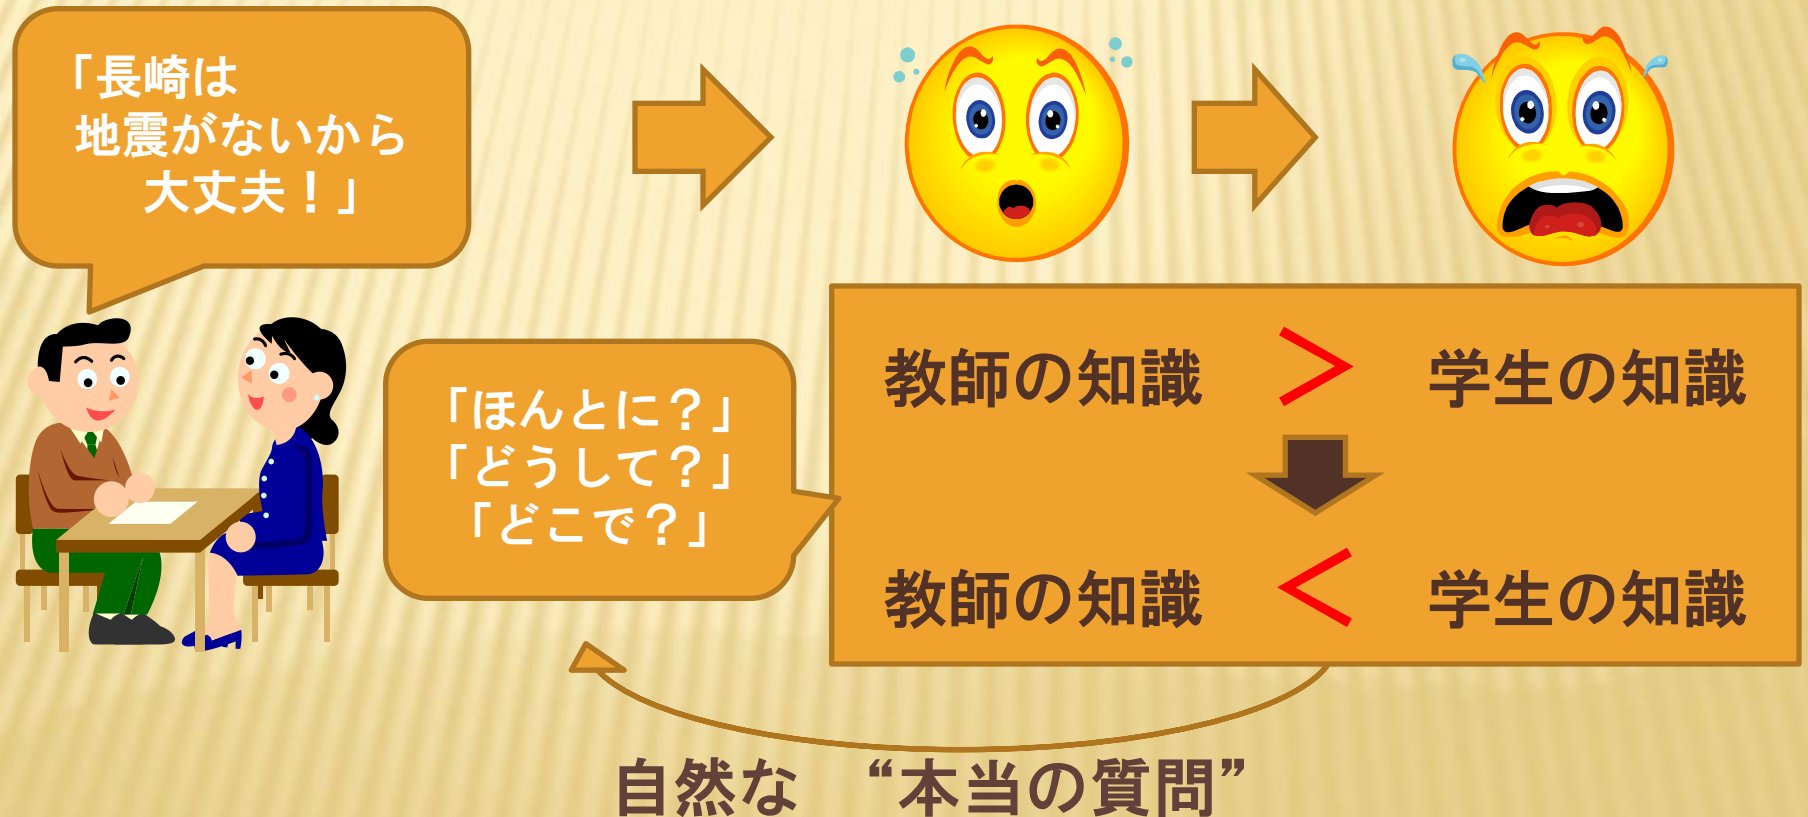 「長崎は
地震がないから
大丈夫！」
「ほんとに？」
「どうして？」
「どこで？」
教師の知識 ＞ 学生の知識
教師の知識 ＜ 学生の知識
自然な　“本当の質問”